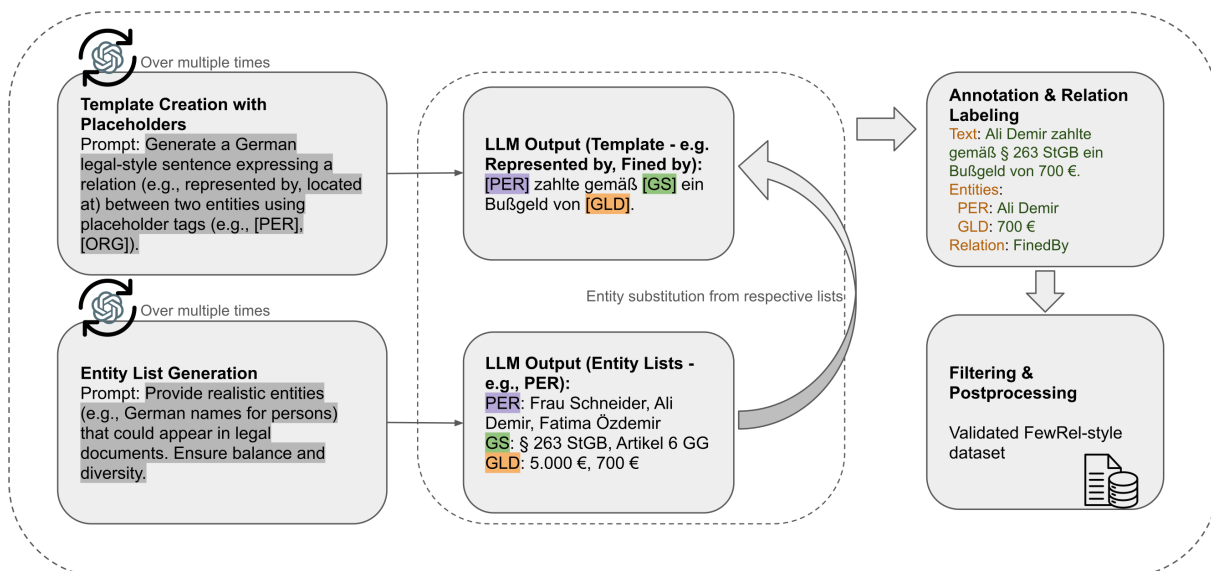 Over multiple times
Template Creation with
Placeholders
Prompt: Generate a German
legal-style sentence expressing a
relation (e.g., represented by, located
at) between two entities using
placeholder tags (e.g., [PER],
[ORG]).
LLM Output (Template - e.g.
Represented by, Fined by):
[PER] zahlte gemäß [GS] ein
Bußgeld von [GLD].
Annotation & Relation
Labeling
Text: Ali Demir zahlte
gemäß § 263 StGB ein
Bußgeld von 700 €.
Entities:
PER: Ali Demir
GLD: 700 €
Relation: FinedBy
Entity substitution from respective lists
Over multiple times
Entity List Generation
Prompt: Provide realistic entities
(e.g., German names for persons)
that could appear in legal
documents. Ensure balance and
diversity.
LLM Output (Entity Lists -
e.g., PER):
PER: Frau Schneider, Ali
Demir, Fatima Özdemir
GS: § 263 StGB, Artikel 6 GG
GLD: 5.000 €, 700 €
Filtering &
Postprocessing
Validated FewRel-style
dataset